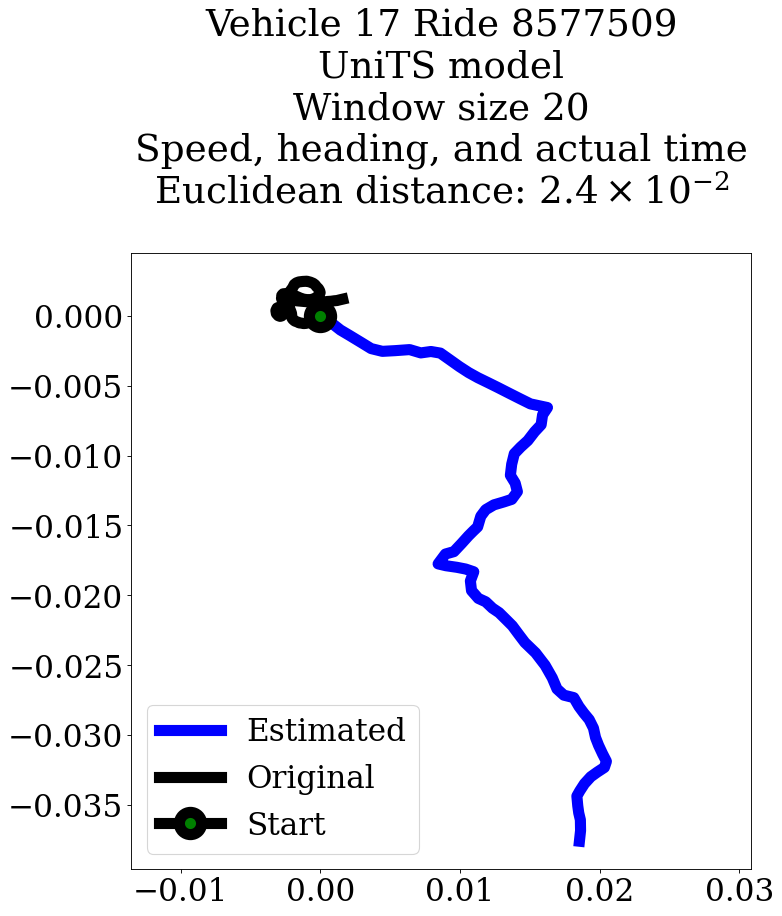 Vehicle 17 Ride 8577509
UniTS model
Window size 20
Speed, heading, and actual time
Euclidean distance: 2.4 × 10⁻²
0.000
−0.005
−0.010
−0.015
−0.020
−0.025
−0.030
−0.035
Estimated
Original
Start
−0.01 0.00 0.01 0.02 0.03